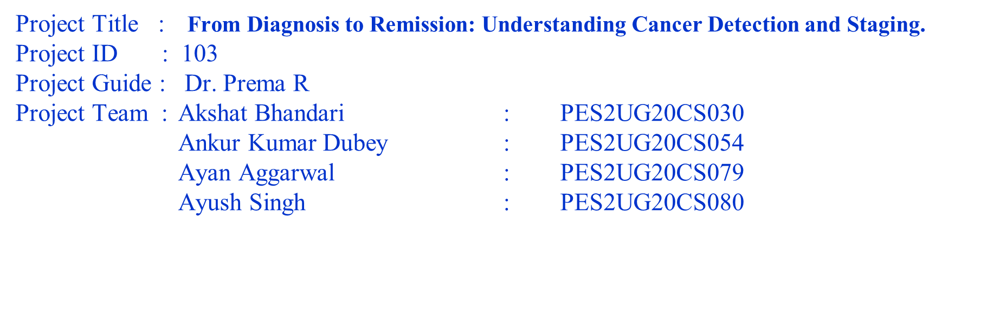 Project Title : From Diagnosis to Remission: Understanding Cancer Detection and Staging.
Project ID : 103
Project Guide : Dr. Prema R
Project Team : Akshat Bhandari : PES2UG20CS030
Ankur Kumar Dubey : PES2UG20CS054
Ayan Aggarwal : PES2UG20CS079
Ayush Singh : PES2UG20CS080